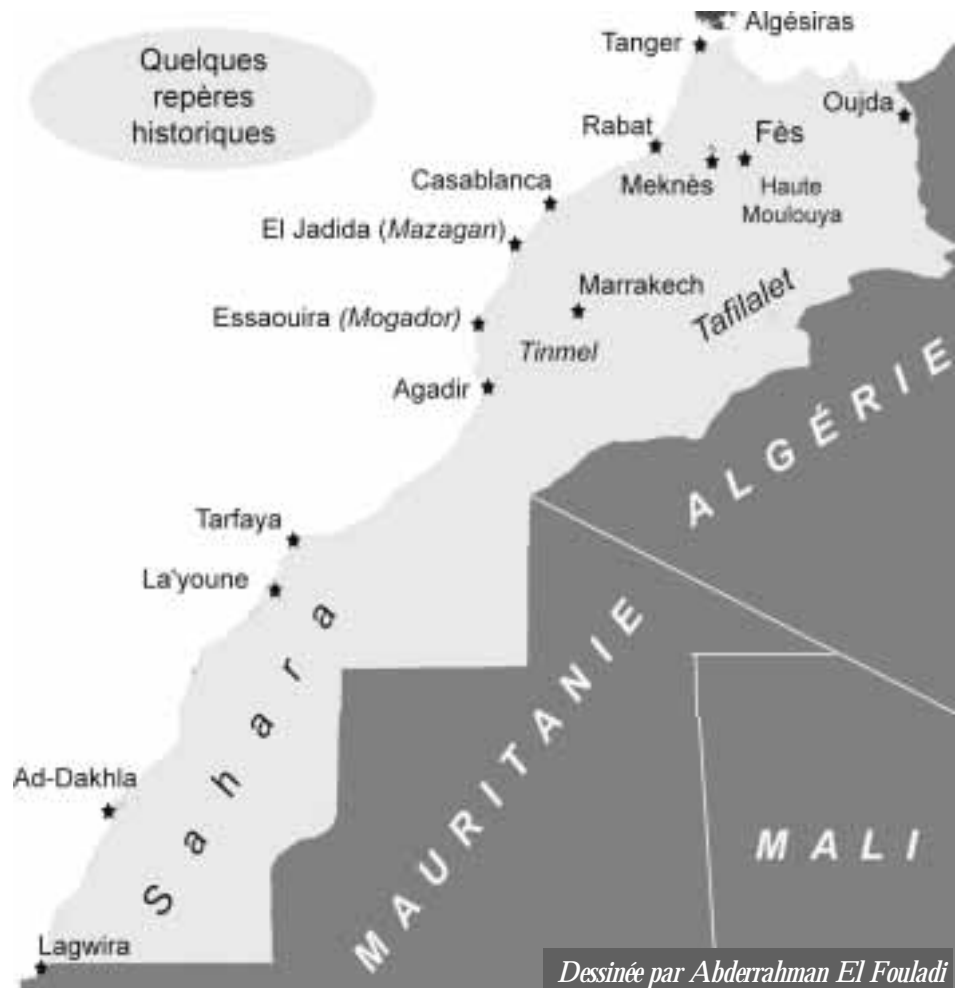 Quelques
repères
historiques
Algésiras
Tanger
Oujda
Rabat
Fès
Meknès
Haute
Moulouya
Casablanca
El Jadida (Mazagan)
Marrakech
Tafilalet
Essaouira (Mogador)
Tinmel
Agadir
ALGÉRIE
Tarfaya
La'youne
Sahara
MAURITANIE
Ad-Dakhla
MALI
Lagwira
Dessinée par Abderrahman El Fouladi